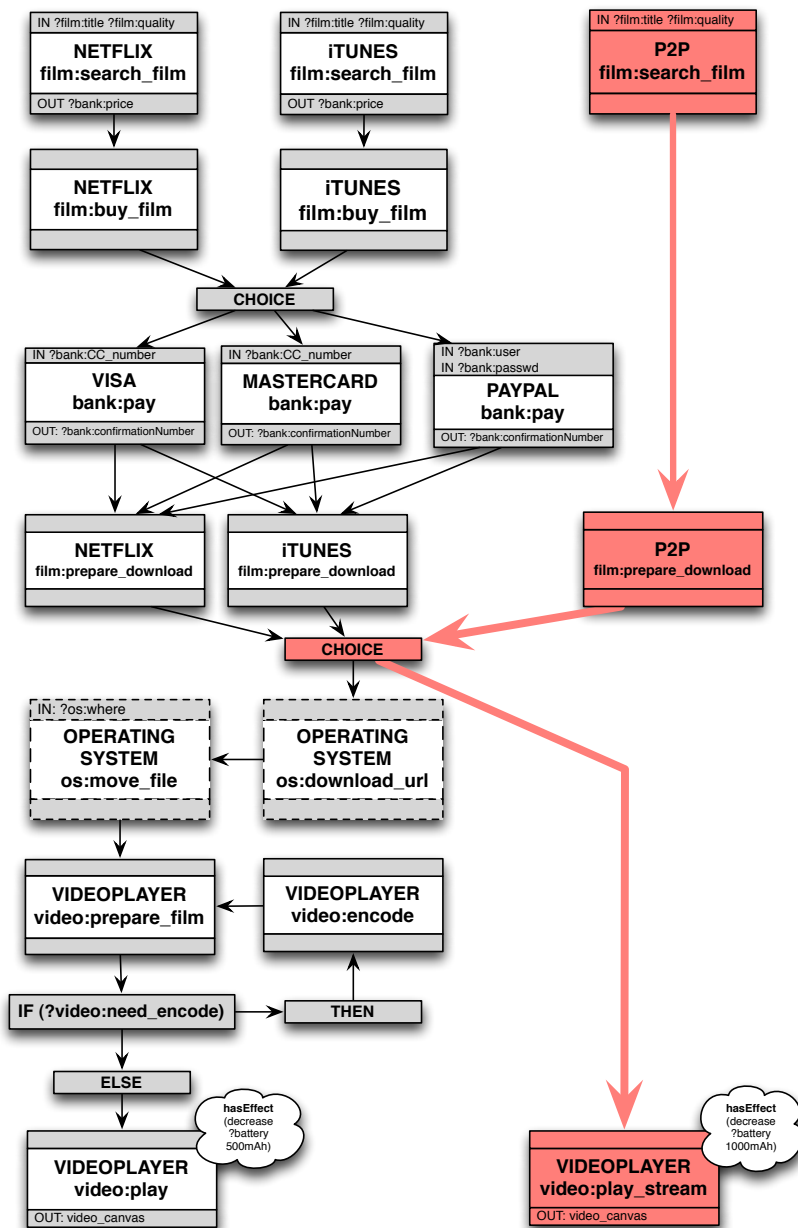 IN ?film:title ?film:quality
NETFLIX
film:search_film
OUT ?bank:price
IN ?film:title ?film:quality
iTUNES
film:search_film
OUT ?bank:price
IN ?film:title ?film:quality
P2P
film:search_film
NETFLIX
film:buy_film
iTUNES
film:buy_film
CHOICE
IN ?bank:CC_number
VISA
bank:pay
OUT: ?bank:confirmationNumber
IN ?bank:CC_number
MASTERCARD
bank:pay
OUT: ?bank:confirmationNumber
IN ?bank:user
IN ?bank:passwd
PAYPAL
bank:pay
OUT: ?bank:confirmationNumber
NETFLIX
film:prepare_download
iTUNES
film:prepare_download
P2P
film:prepare_download
CHOICE
IN: ?os:where
OPERATING
SYSTEM
os:move_file
OPERATING
SYSTEM
os:download_url
VIDEOPLAYER
video:prepare_film
VIDEOPLAYER
video:encode
IF (?video:need_encode)
THEN
ELSE
hasEffect
(decrease
?battery
500mAh)
VIDEOPLAYER
video:play
OUT: video_canvas
hasEffect
(decrease
?battery
1000mAh)
VIDEOPLAYER
video:play_stream
OUT: video_canvas